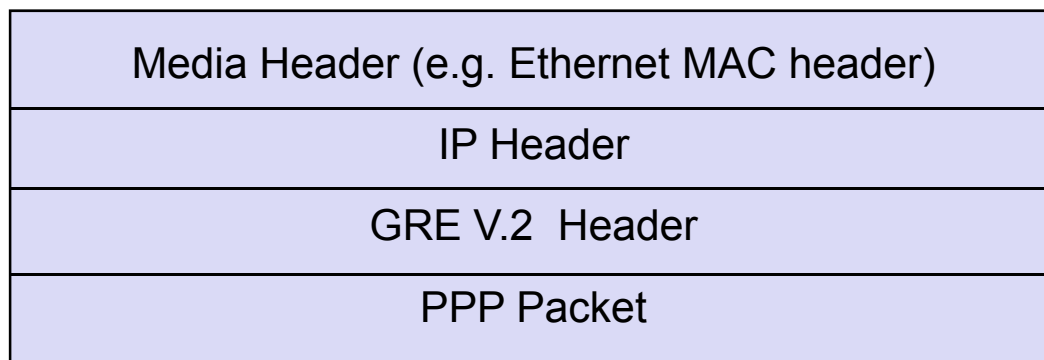 Media Header (e.g. Ethernet MAC header)
IP Header
GRE V.2 Header
PPP Packet